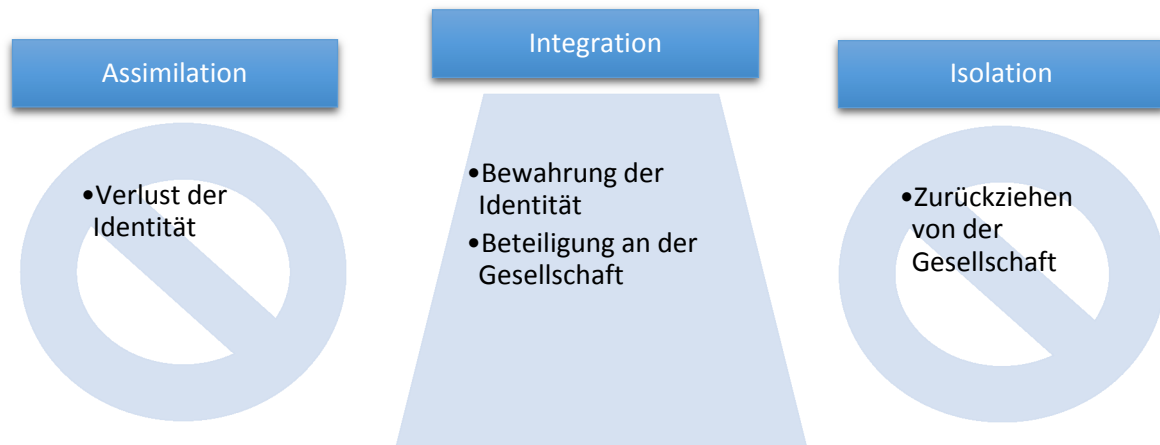 Assimilation
•Verlust der
Identität
Integration
•Bewahrung der
Identität
•Beteiligung an der
Gesellschaft
Isolation
•Zurückziehen
von der
Gesellschaft